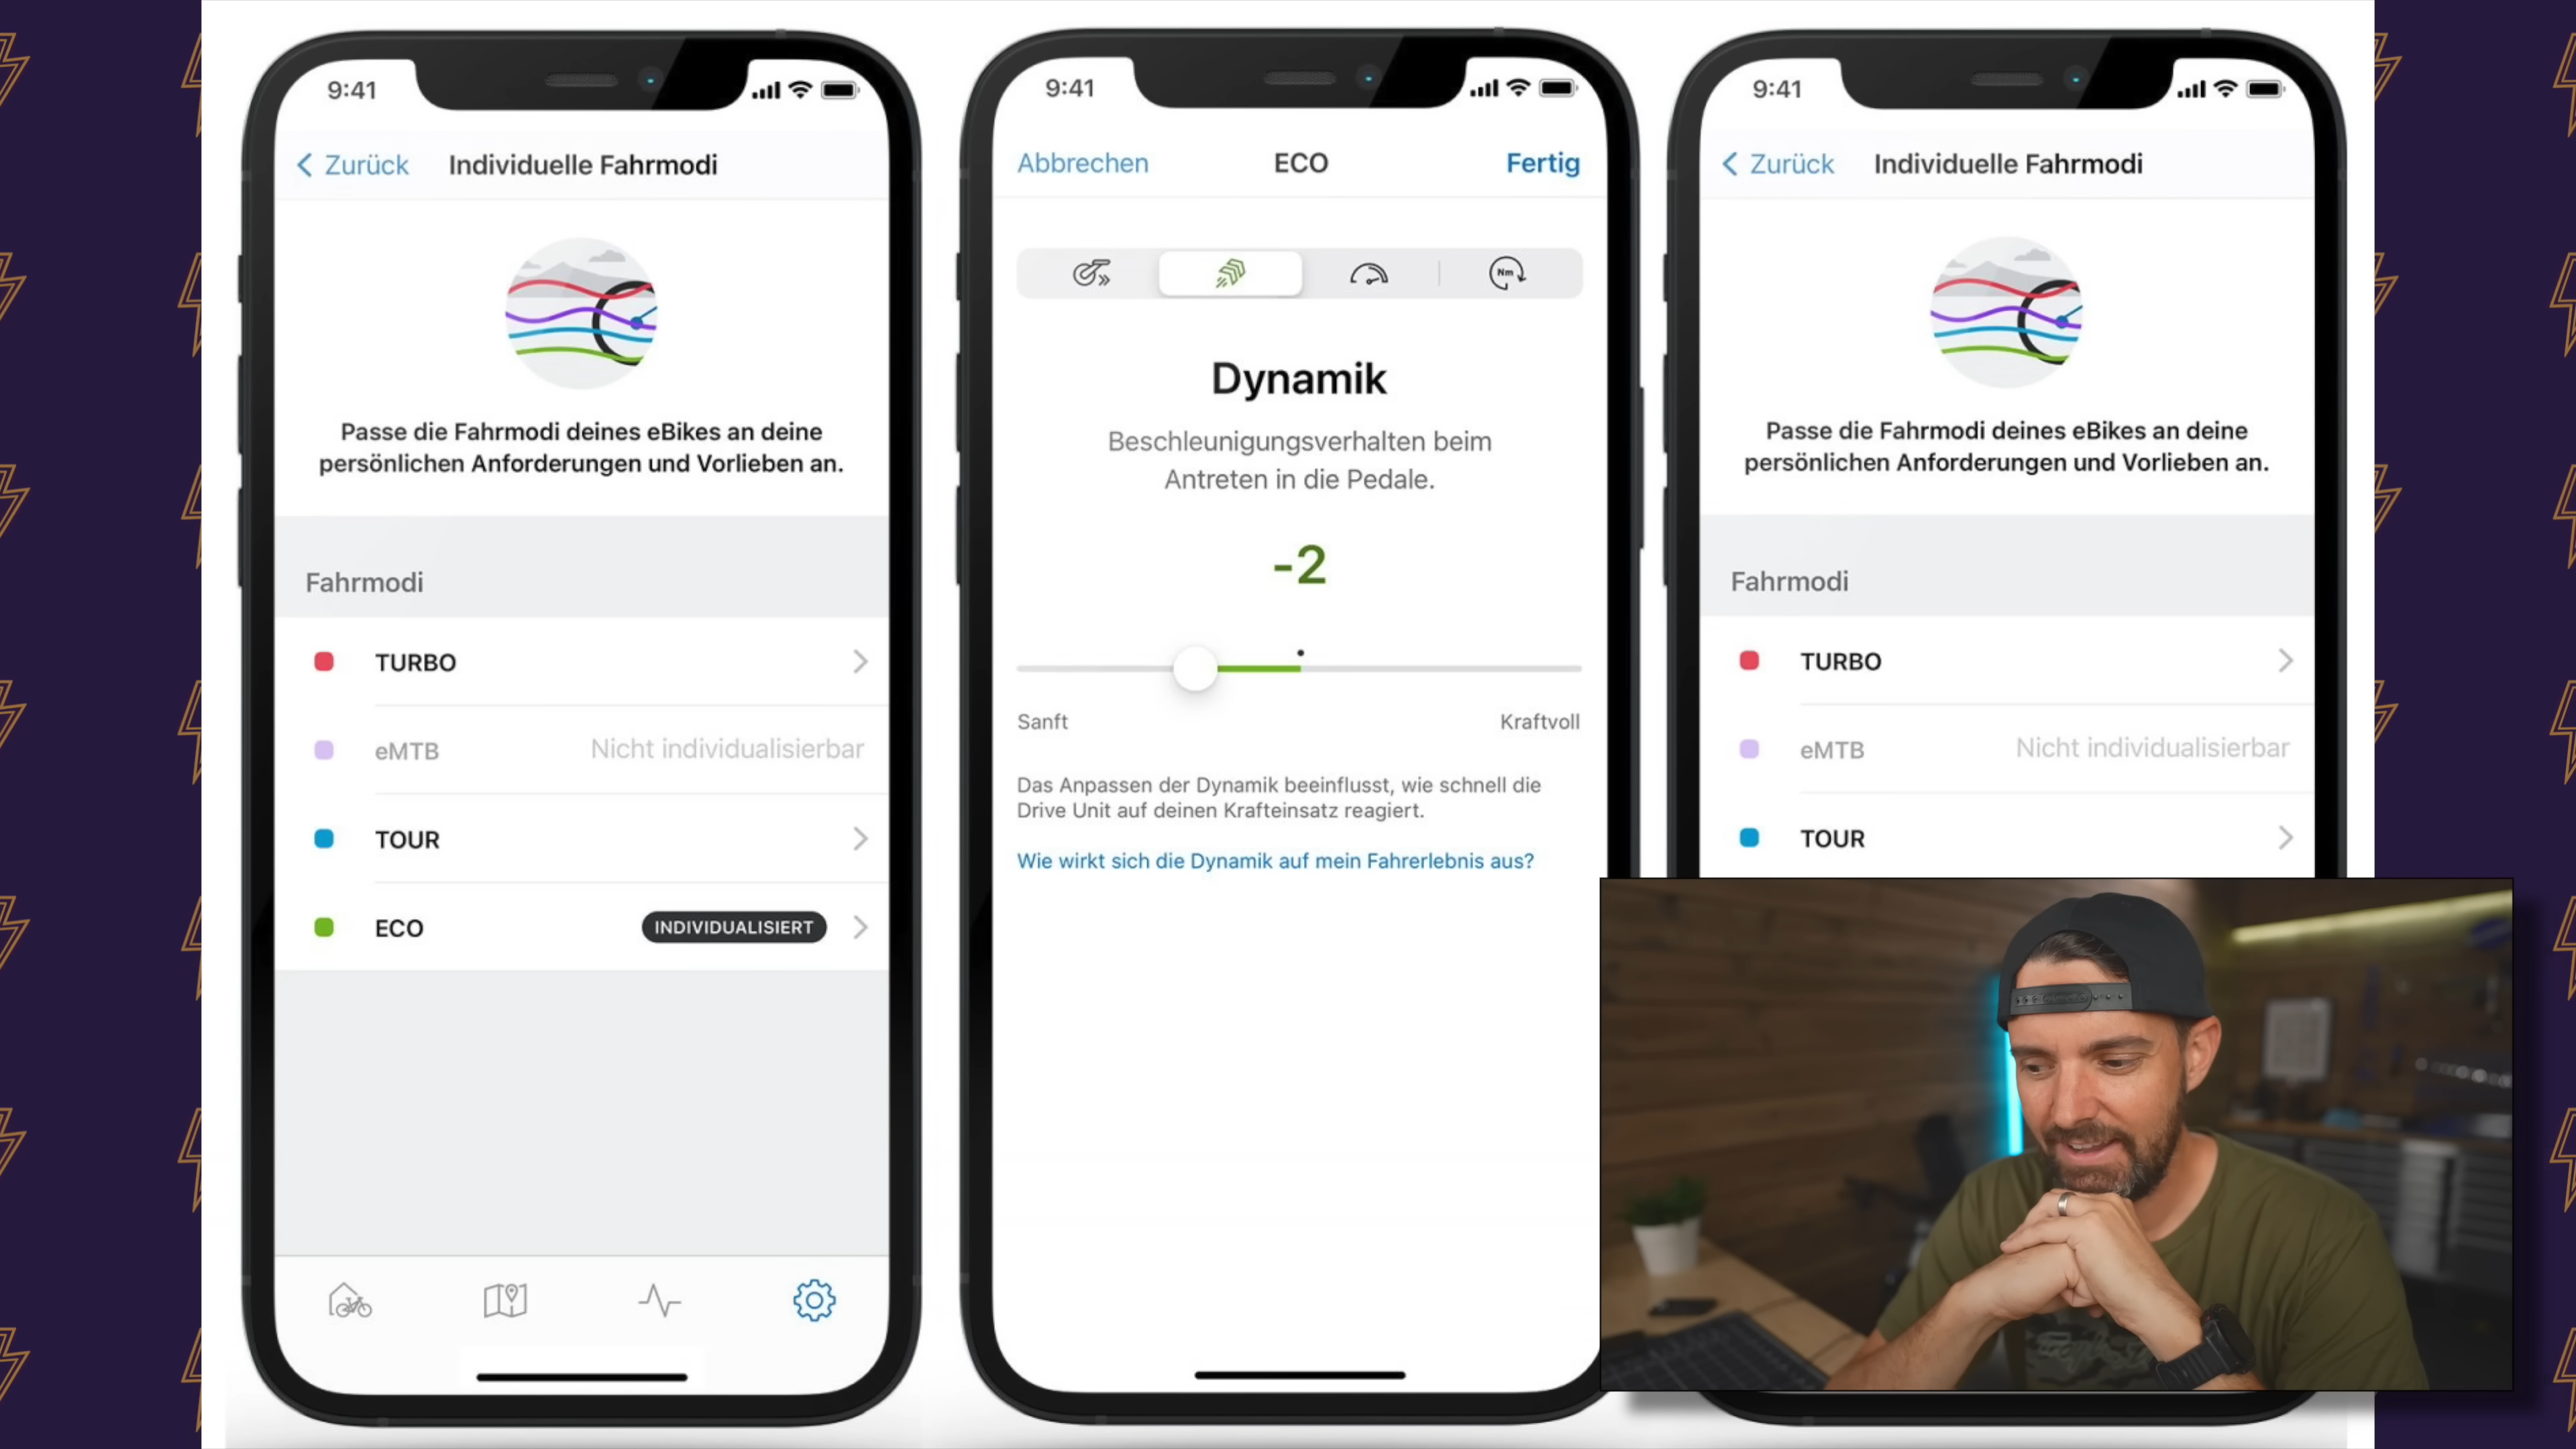 9:41
Zurück
Individuelle Fahrmodi
Passe die Fahrmodi deines eBikes an deine
persönlichen Anforderungen und Vorlieben an.
Fahrmodi
TURBO
eMTB
Nicht individualisierbar
TOUR
ECO
INDIVIDUALISIERT
9:41
Abbrechen
ECO
Fertig
Nm
Dynamik
Beschleunigungsverhalten beim
Antreten in die Pedale.
-2
Sanft
Kraftvoll
Das Anpassen der Dynamik beeinflusst, wie schnell die
Drive Unit auf deinen Krafteinsatz reagiert.
Wie wirkt sich die Dynamik auf mein Fahrerlebnis aus?
9:41
Zurück
Individuelle Fahrmodi
Passe die Fahrmodi deines eBikes an deine
persönlichen Anforderungen und Vorlieben an.
Fahrmodi
TURBO
eMTB
Nicht individualisierbar
TOUR